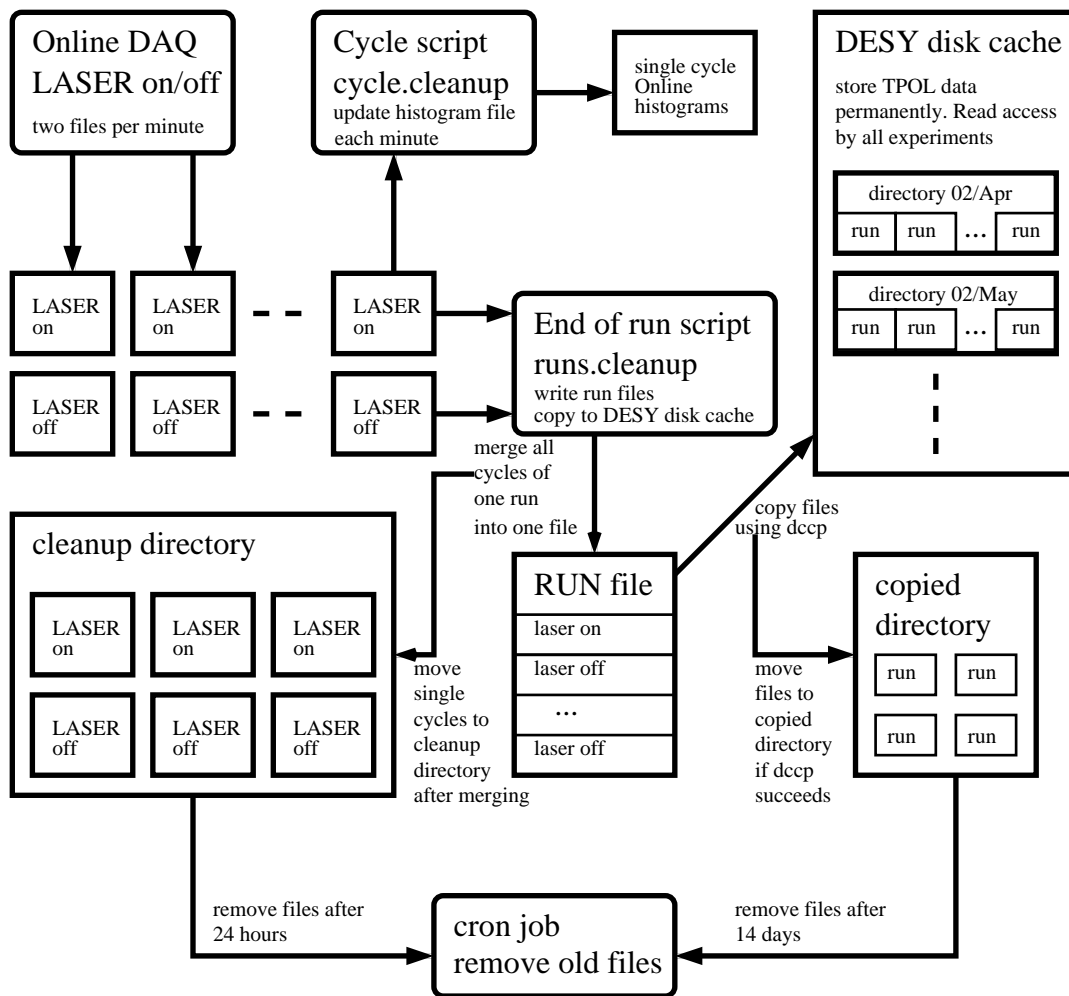 Online DAQ
LASER on/off
two files per minute
Cycle script
cycle.cleanup
update histogram file
each minute
single cycle
Online
histograms
DESY disk cache
store TPOL data
permanently. Read access
by all experiments
directory 02/Apr
run run ... run
directory 02/May
run run ... run
LASER
on
LASER
on
LASER
on
LASER
off
LASER
off
LASER
off
End of run script
runs.cleanup
write run files
copy to DESY disk cache
merge all
cycles of
one run
into one file
copy files
using dccp
cleanup directory
LASER
on
LASER
on
LASER
on
LASER
off
LASER
off
LASER
off
move
single
cycles to
cleanup
directory
after merging
RUN file
laser on
laser off
...
laser off
move
files to
copied
directory
if dccp
succeeds
copied
directory
run run
run run
remove files after
24 hours
cron job
remove old files
remove files after
14 days